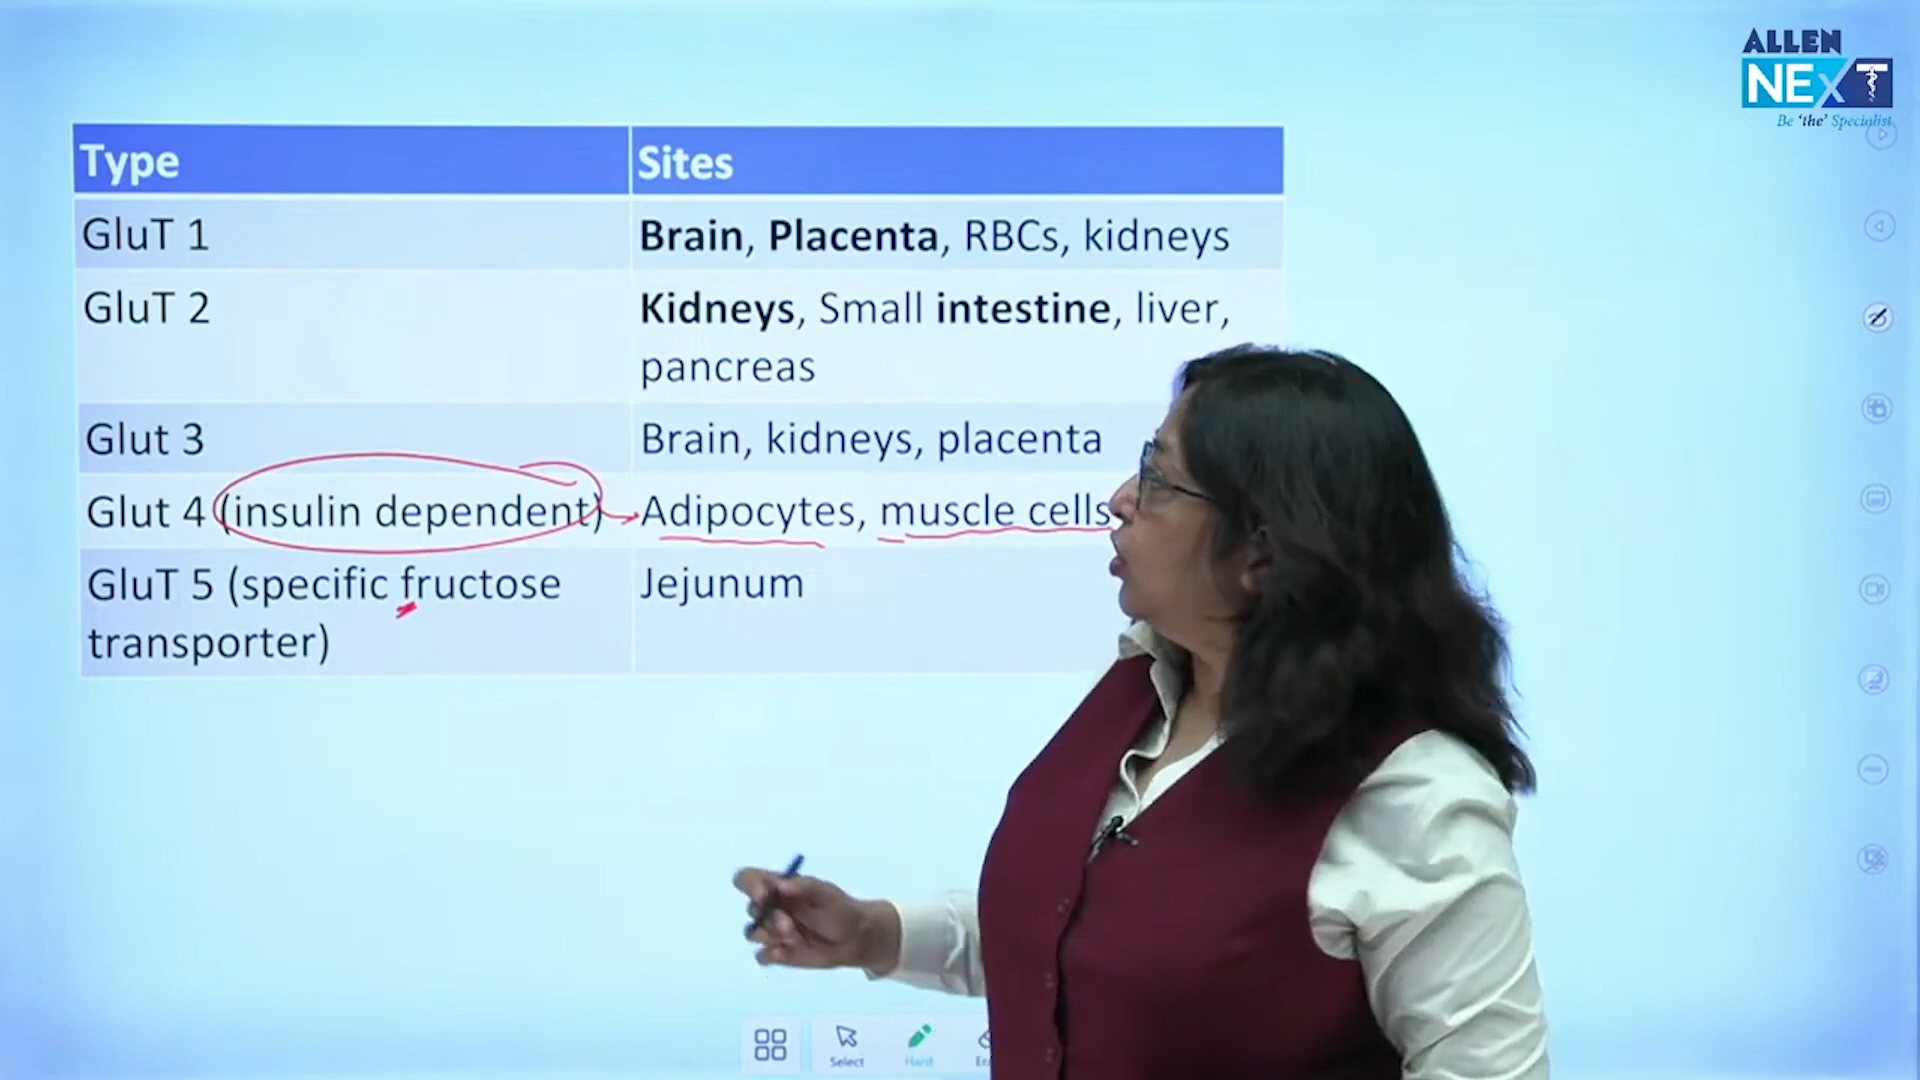 ALLEN
NEXT
Be 'the' Specialist
Type Sites
GluT 1 Brain, Placenta, RBCs, kidneys
GluT 2 Kidneys, Small intestine, liver,
pancreas
Glut 3 Brain, kidneys, placenta
Glut 4 (insulin dependent) Adipocytes, muscle cells
GluT 5 (specific fructose Jejunum
transporter)
Select Hard